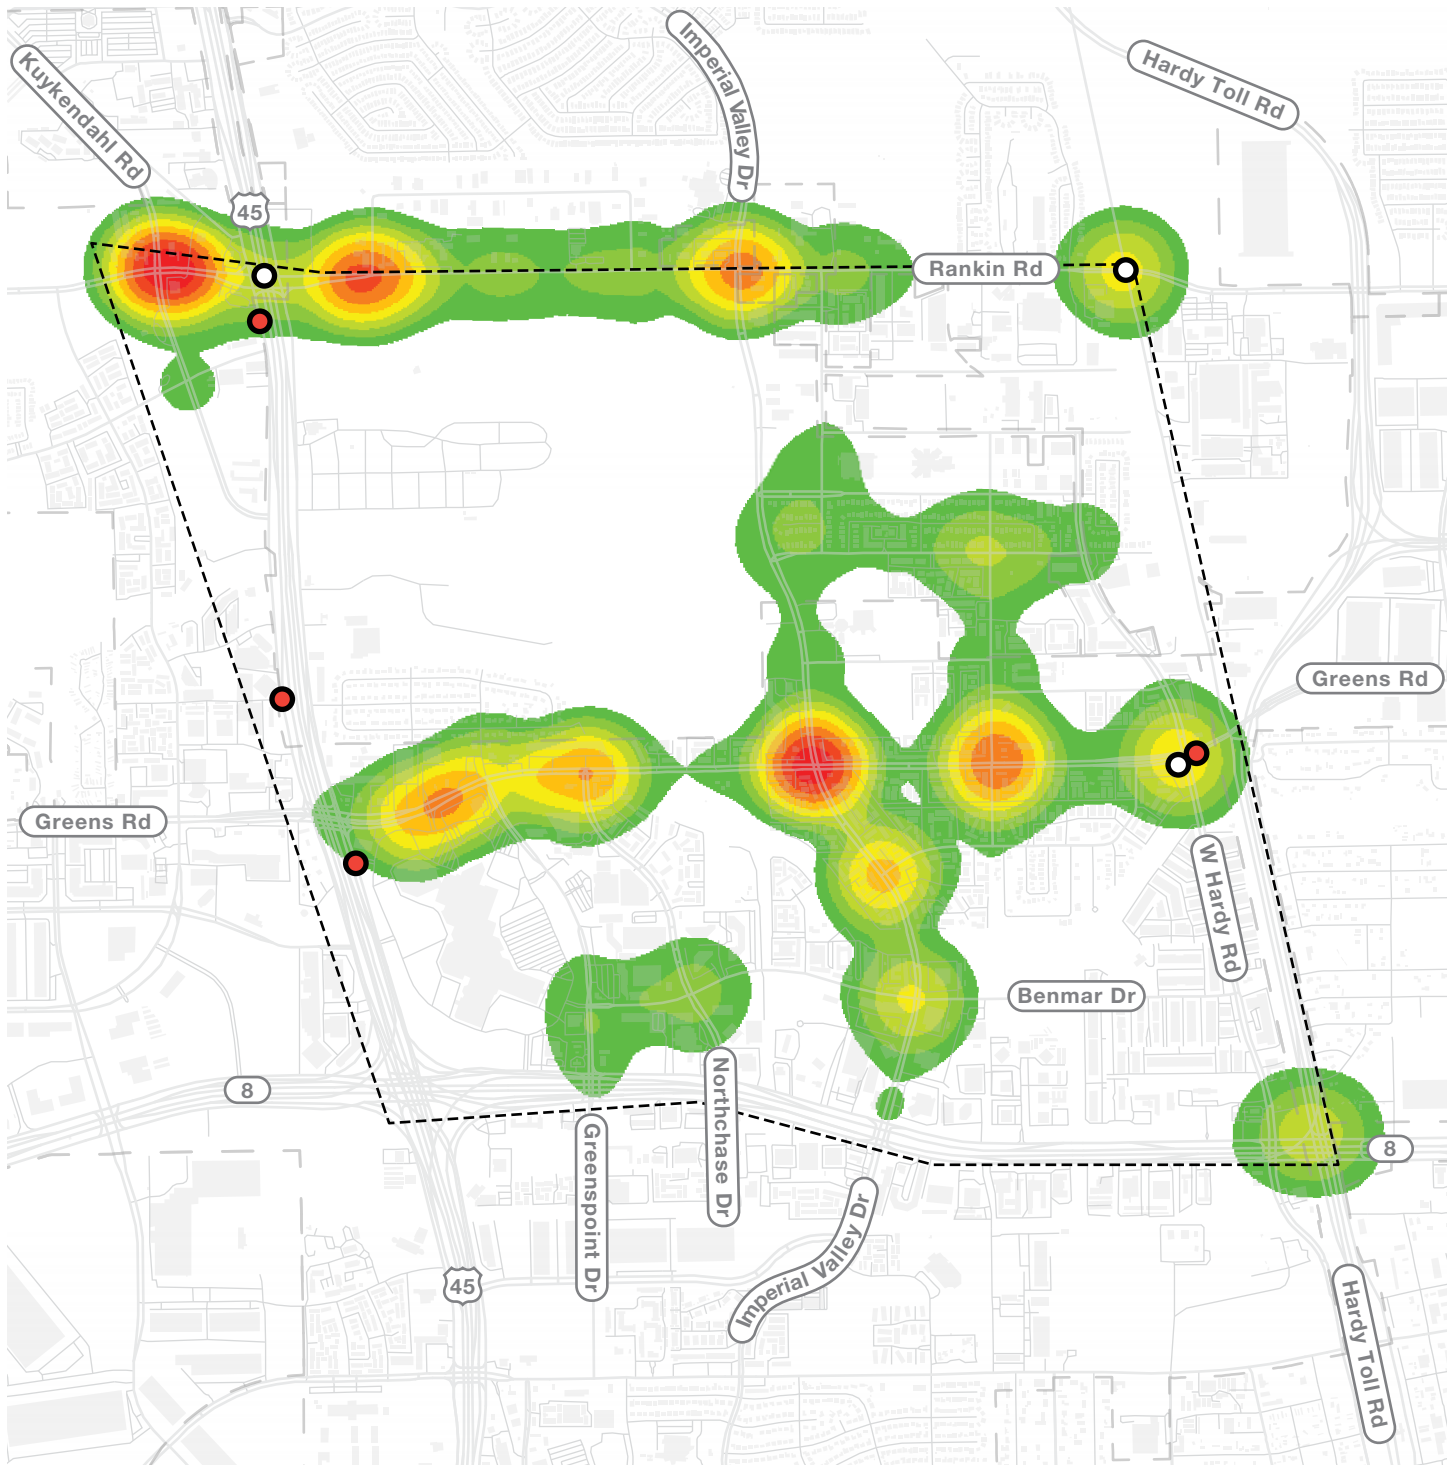 Kuykendahl Rd
Imperial Valley Dr
Hardy Toll Rd
45
Rankin Rd
Greens Rd
Greens Rd
W Hardy Rd
Benmar Dr
8
Northchase Dr
Greenspoint Dr
8
Imperial Valley Dr
45
Hardy Toll Rd